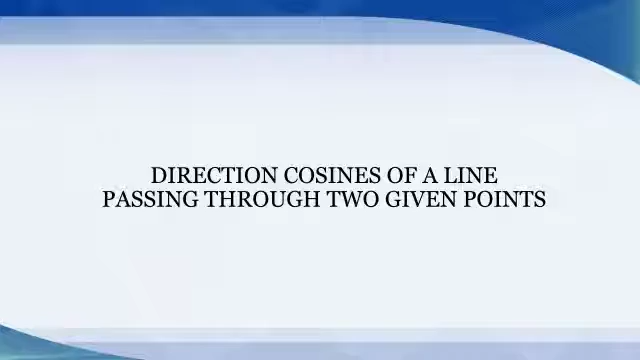 DIRECTION COSINES OF A LINE
PASSING THROUGH TWO GIVEN POINTS